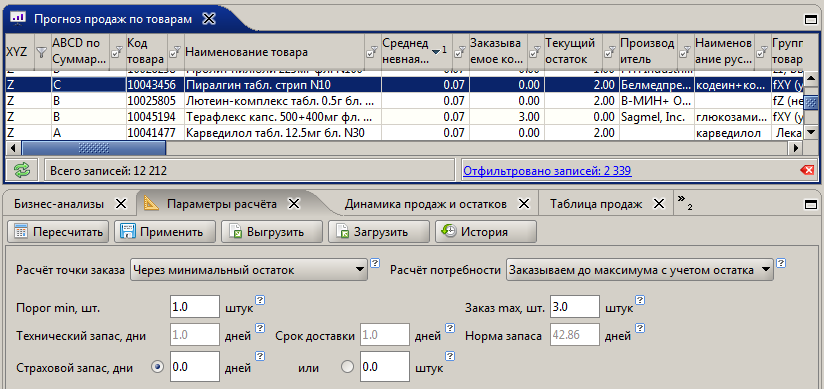 Прогноз продаж по товарам
XYZ ABCD по Суммар... Код товара Наименование товара Среднед невная... 1 Заказыва емое ко... Текущий остаток Производ итель Наименов ание рус... Групп товар
Z C 10043456 Пиралгин табл. стрип N10 0.07 0.00 2.00 Белмедпре... кодеин+ко... fXY (у
Z B 10025805 Лютеин-комплекс табл. 0.5г бл. ... 0.07 0.00 2.00 В-МИН+ О... fZ (не
Z B 10045194 Терафлекс капс. 500+400мг фл. ... 0.07 3.00 0.00 Sagmel, Inc. глюкозами... fXY (у
Z A 10041477 Карведилол табл. 12.5мг бл. N30 0.07 0.00 2.00 карведилол Лека
Всего записей: 12 212 Отфильтровано записей: 2 339
Бизнес-анализы Параметры расчёта Динамика продаж и остатков Таблица продаж »2
Пересчитать Применить Выгрузить Загрузить История
Расчёт точки заказа Через минимальный остаток ? Расчёт потребности Заказываем до максимума с учетом остатка ?
Порог min, шт. 1.0 штук ? Заказ max, шт. 3.0 штук ?
Технический запас, дни 1.0 дней ? Срок доставки 1.0 дней ? Норма запаса 42.86 дней ?
Страховой запас, дни 0.0 дней ? или 0.0 штук ?